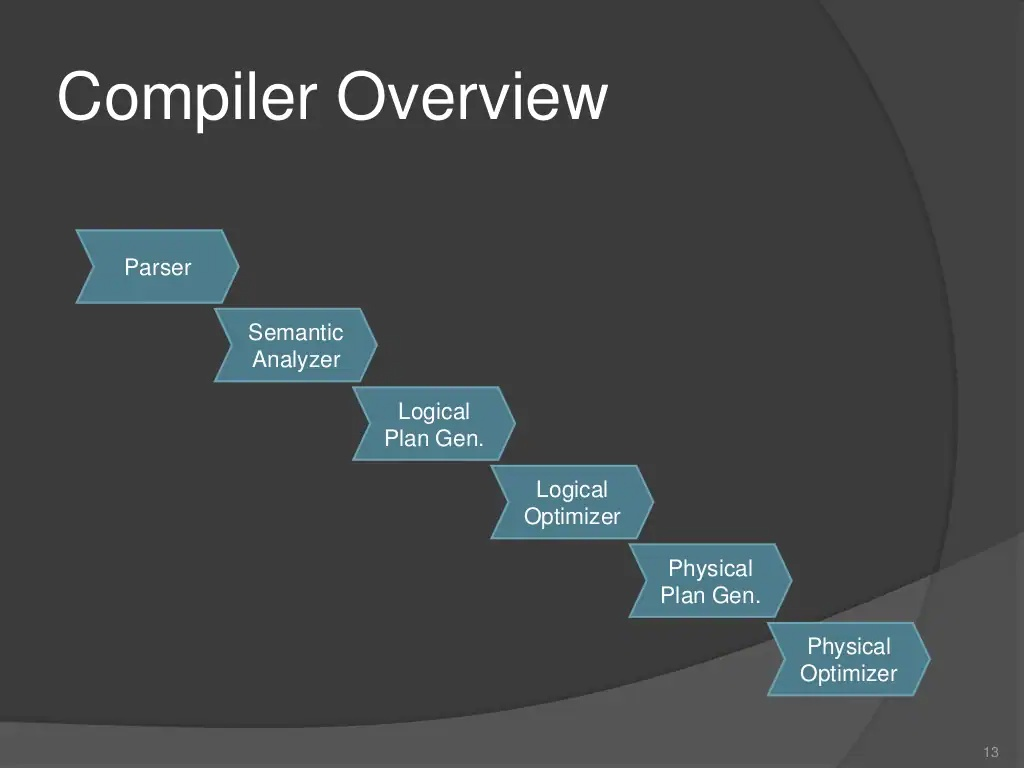 Compiler Overview
Parser
Semantic
Analyzer
Logical
Plan Gen.
Logical
Optimizer
Physical
Plan Gen.
Physical
Optimizer
13